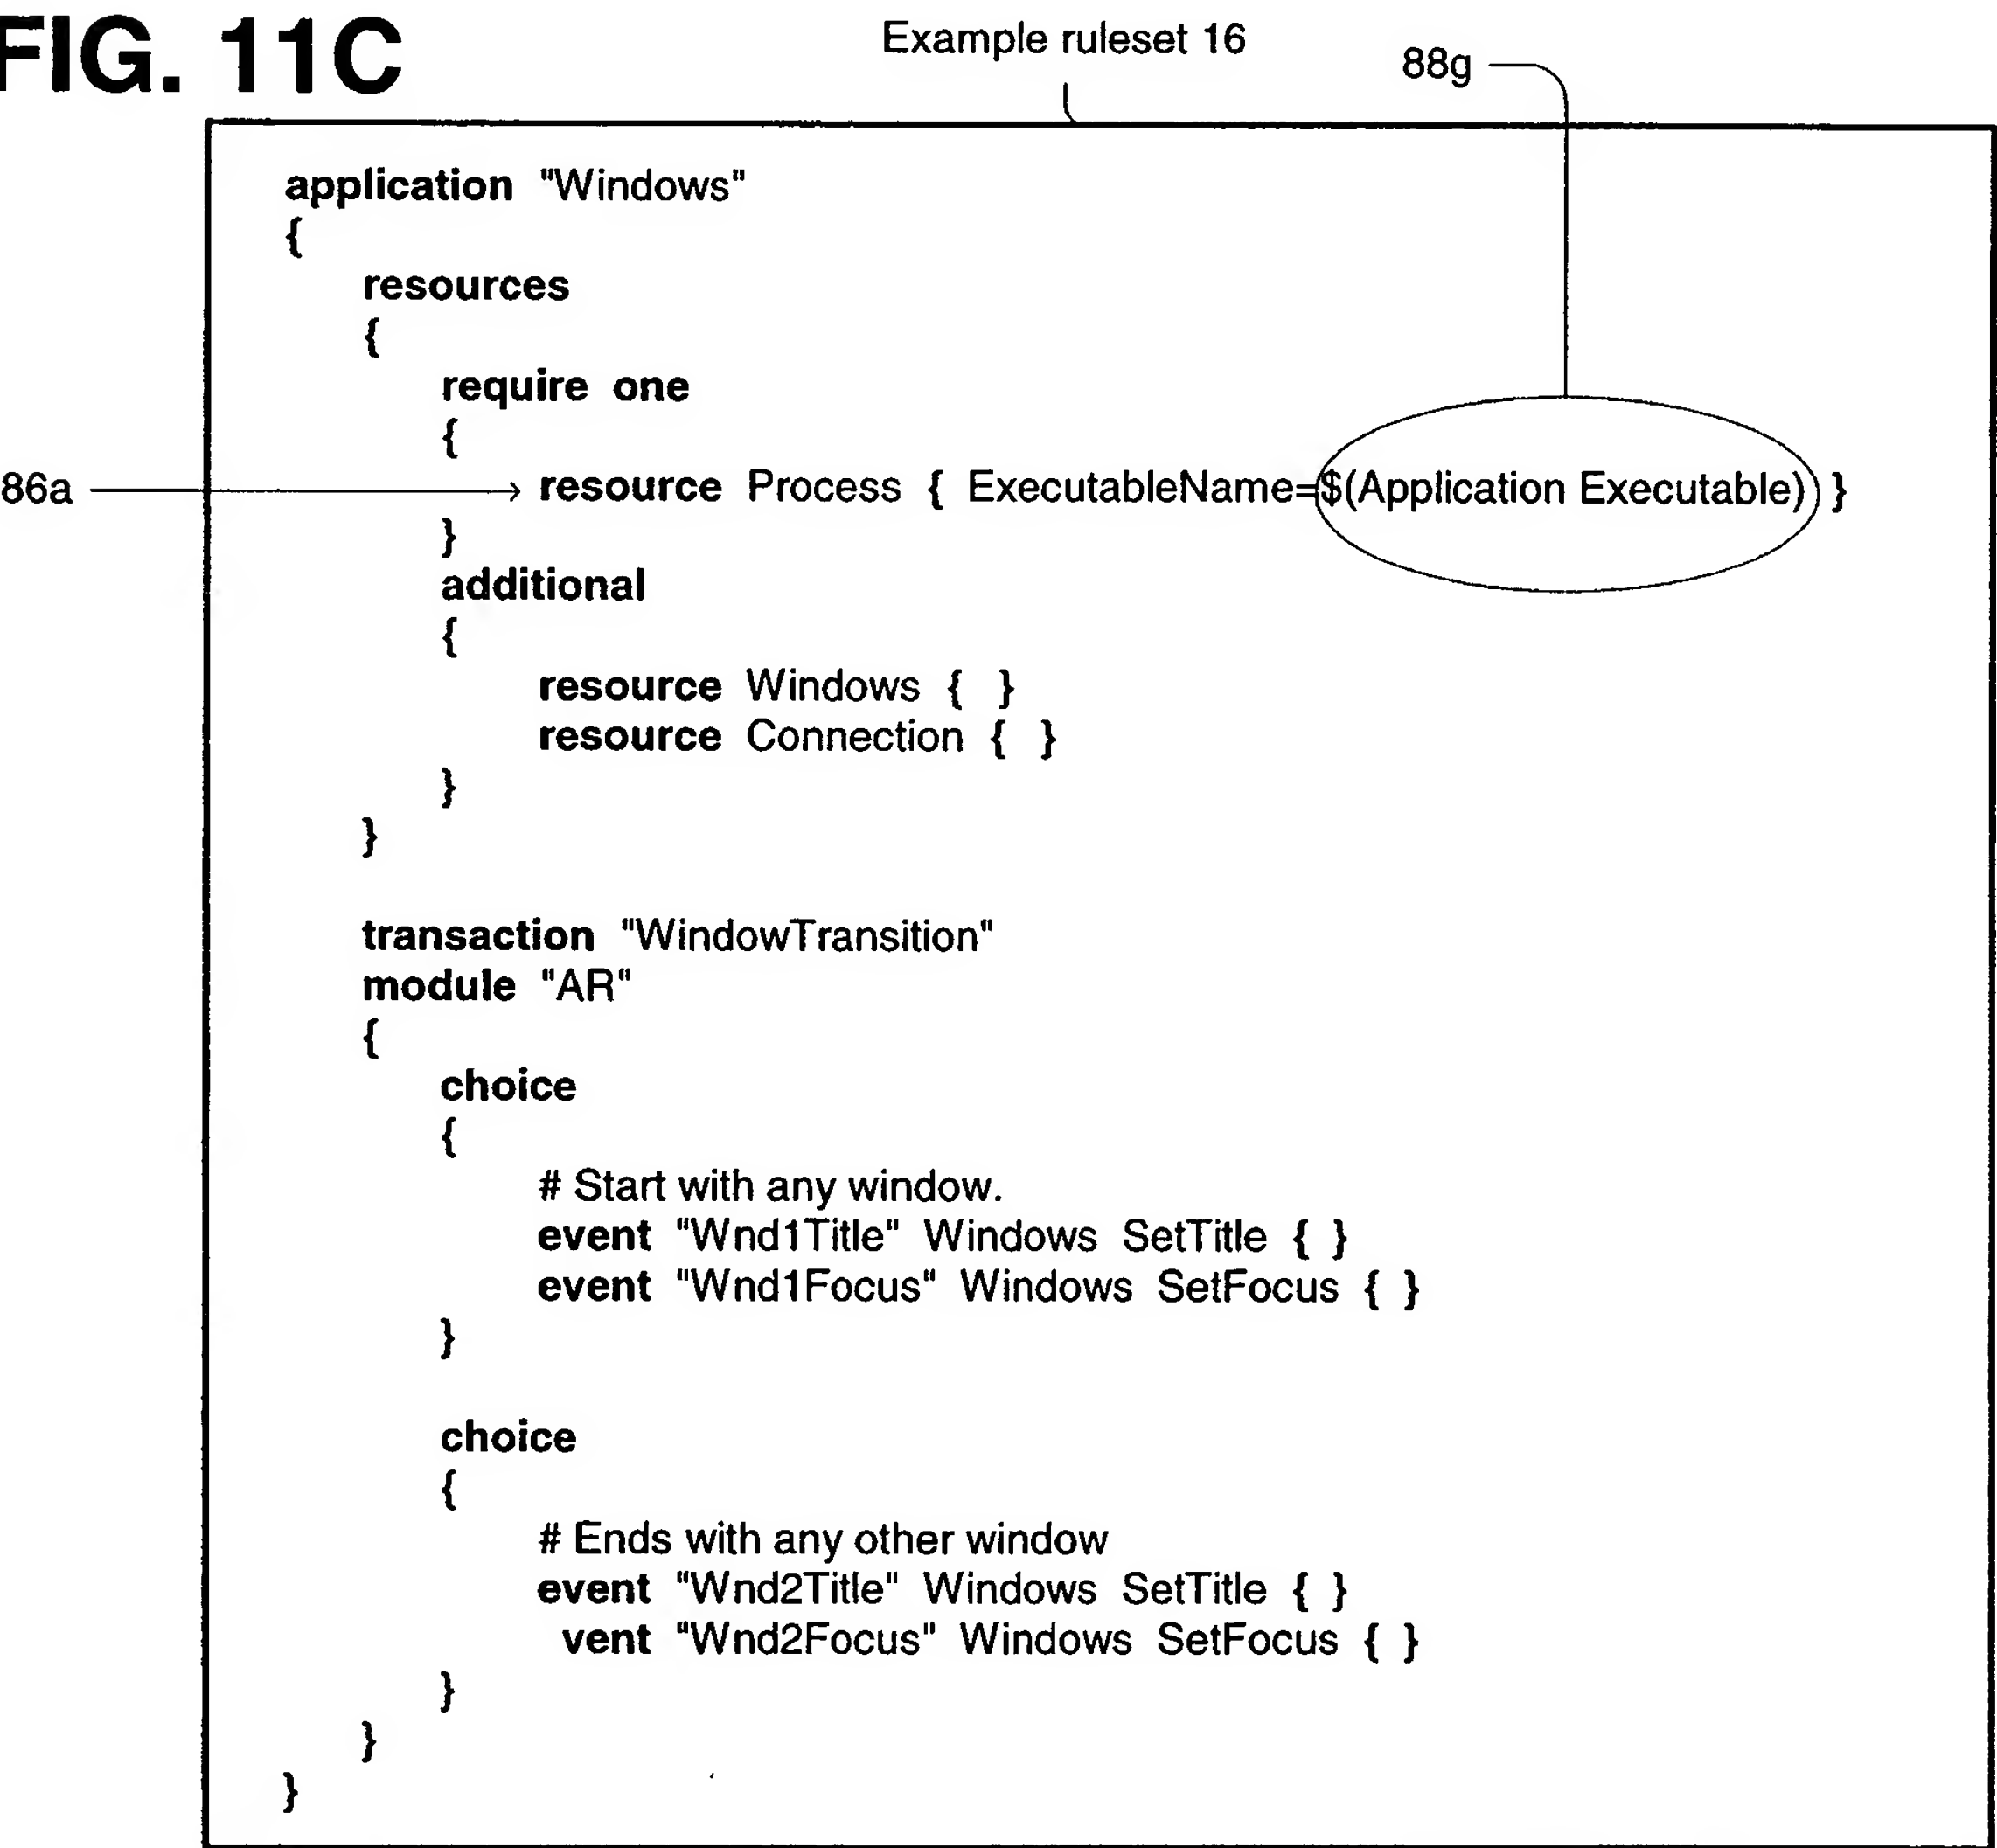 FIG. 11C
Example ruleset 16
88g
application "Windows"
{
resources
{
require one
{
86a
resource Process { ExecutableName=$(Application Executable) }
}
additional
{
resource Windows { }
resource Connection { }
}
}
transaction "WindowTransition"
module "AR"
{
choice
{
# Start with any window.
event "Wnd1Title" Windows SetTitle { }
event "Wnd1Focus" Windows SetFocus { }
}
choice
{
# Ends with any other window
event "Wnd2Title" Windows SetTitle { }
vent "Wnd2Focus" Windows SetFocus { }
}
}
}